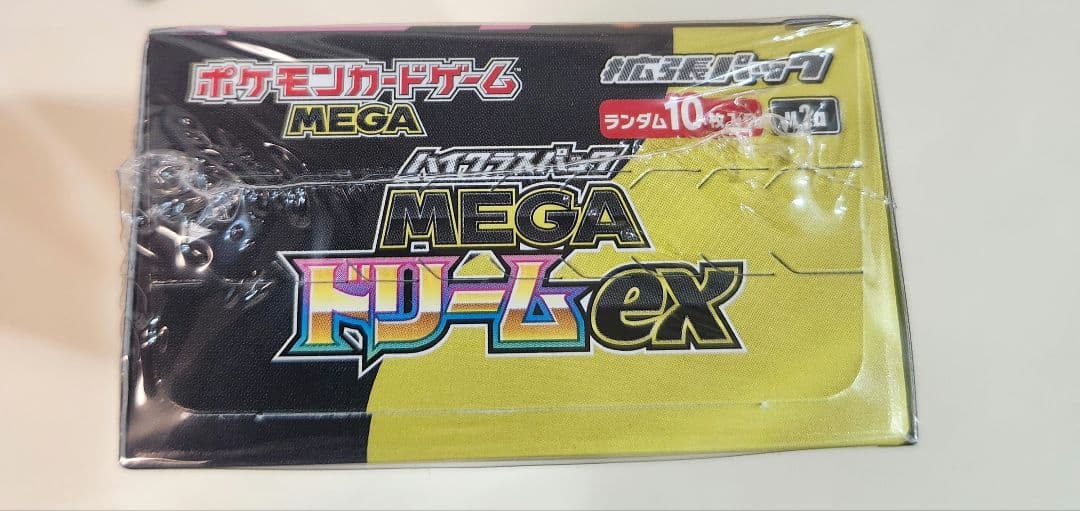 ポケモンカードゲーム
MEGA
拡張パック
ランダム10枚入り
M2a
ハイクラスパック
MEGA
ドリームex